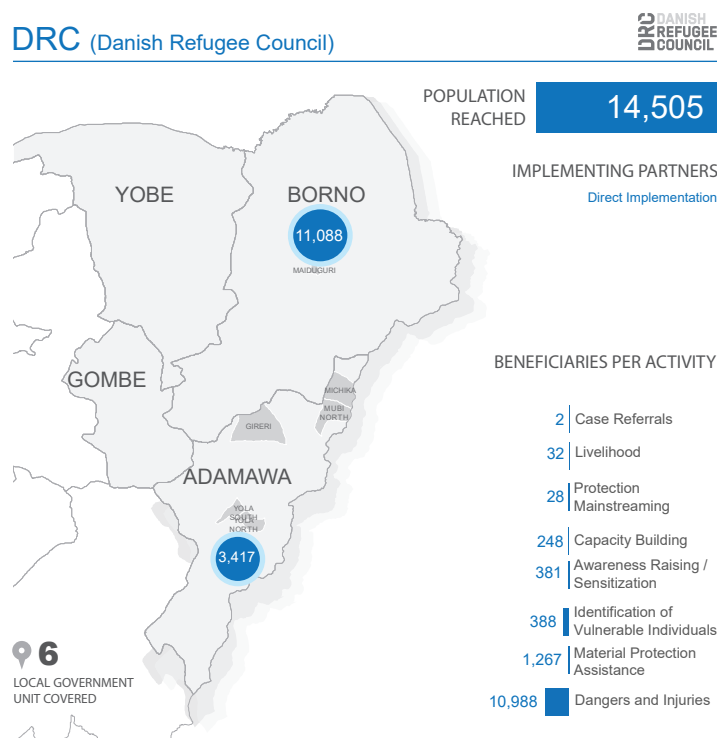 DRC (Danish Refugee Council)
DRC DANISH
REFUGEE
COUNCIL
POPULATION
REACHED
14,505
IMPLEMENTING PARTNERS
Direct Implementation
YOBE
BORNO
11,088
MAIDUGURI
GOMBE
MICHIKA
MUBI
NORTH
GIRERI
ADAMAWA
YOLA
SOUTH
YOLA
NORTH
3,417
6
LOCAL GOVERNMENT
UNIT COVERED
BENEFICIARIES PER ACTIVITY
2 Case Referrals
32 Livelihood
28 Protection
Mainstreaming
248 Capacity Building
381 Awareness Raising /
Sensitization
388 Identification of
Vulnerable Individuals
1,267 Material Protection
Assistance
10,988 Dangers and Injuries